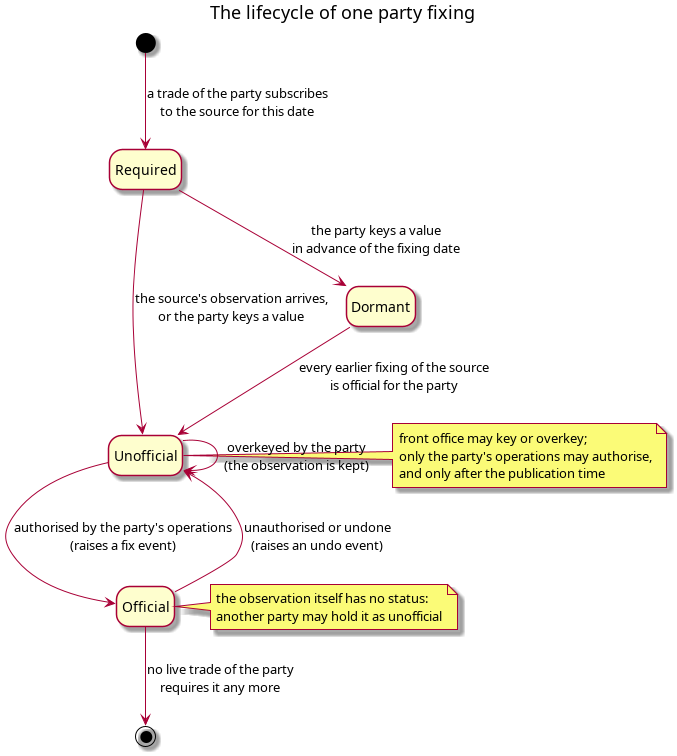 The lifecycle of one party fixing
a trade of the party subscribes
to the source for this date
Required
the party keys a value
in advance of the fixing date
the source's observation arrives,
or the party keys a value
Dormant
every earlier fixing of the source
is official for the party
Unofficial
overkeyed by the party
(the observation is kept)
front office may key or overkey;
only the party's operations may authorise,
and only after the publication time
authorised by the party's operations
(raises a fix event)
unauthorised or undone
(raises an undo event)
Official
the observation itself has no status:
another party may hold it as unofficial
no live trade of the party
requires it any more